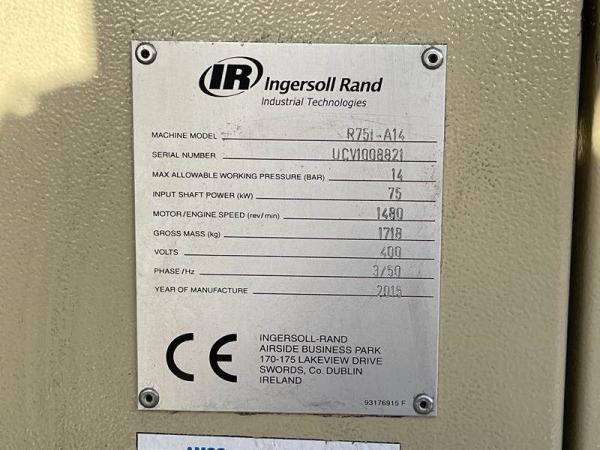 IR Ingersoll Rand
Industrial Technologies
MACHINE MODEL R75I-A14
SERIAL NUMBER UCV1008821
MAX ALLOWABLE WORKING PRESSURE (BAR) 14
INPUT SHAFT POWER (kW) 75
MOTOR/ENGINE SPEED (rev/min) 1480
GROSS MASS (kg) 1718
VOLTS 400
PHASE/Hz 3/50
YEAR OF MANUFACTURE 2015
CE
INGERSOLL-RAND
AIRSIDE BUSINESS PARK
170-175 LAKEVIEW DRIVE
SWORDS, Co. DUBLIN
IRELAND
93176915 F